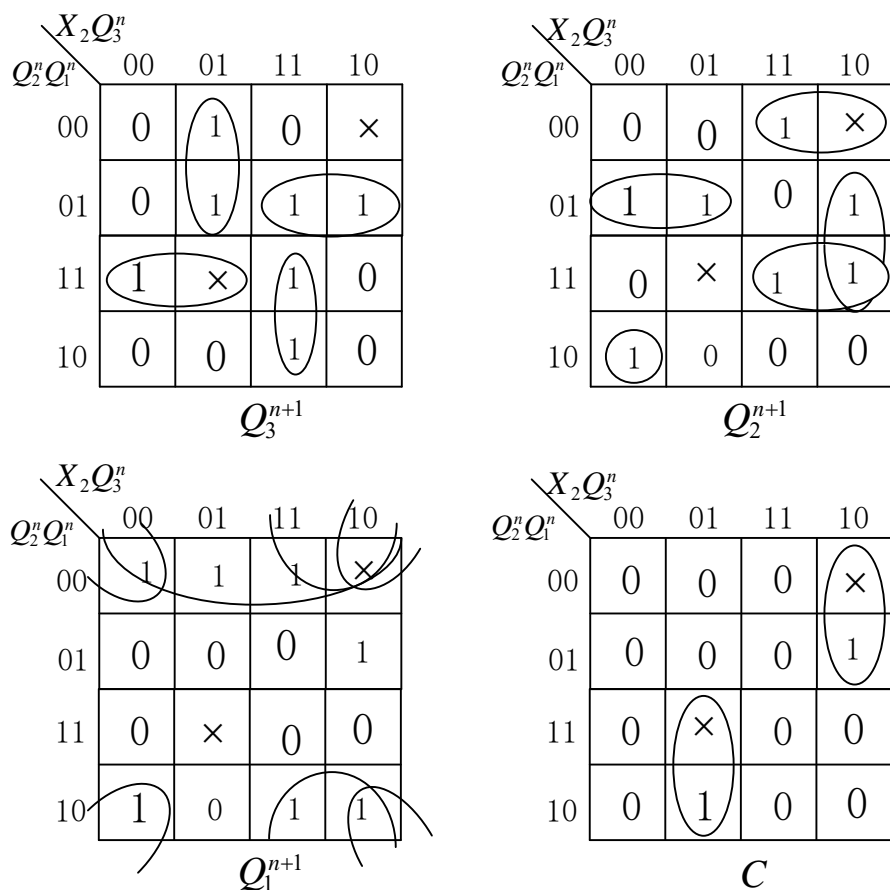 X₂Q₃ⁿ
Q₂ⁿQ₁ⁿ 00 01 11 10
00 0 1 0 ×
01 0 1 1 1
11 1 × 1 0
10 0 0 1 0
Q₃ⁿ⁺¹
X₂Q₃ⁿ
Q₂ⁿQ₁ⁿ 00 01 11 10
00 0 0 1 ×
01 1 1 0 1
11 0 × 1 1
10 1 0 0 0
Q₂ⁿ⁺¹
X₂Q₃ⁿ
Q₂ⁿQ₁ⁿ 00 01 11 10
00 1 1 1 ×
01 0 0 0 1
11 0 × 0 0
10 1 0 1 1
Q₁ⁿ⁺¹
X₂Q₃ⁿ
Q₂ⁿQ₁ⁿ 00 01 11 10
00 0 0 0 ×
01 0 0 0 1
11 0 × 0 0
10 0 1 0 0
C